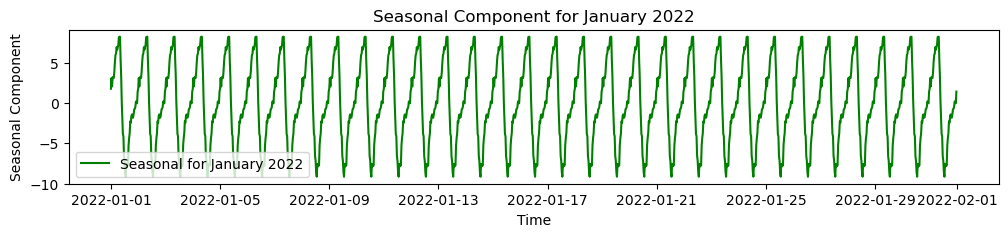 Seasonal Component for January 2022
Seasonal Component
5
0
−5
−10
Seasonal for January 2022
2022-01-01 2022-01-05 2022-01-09 2022-01-13 2022-01-17 2022-01-21 2022-01-25 2022-01-29 2022-02-01
Time